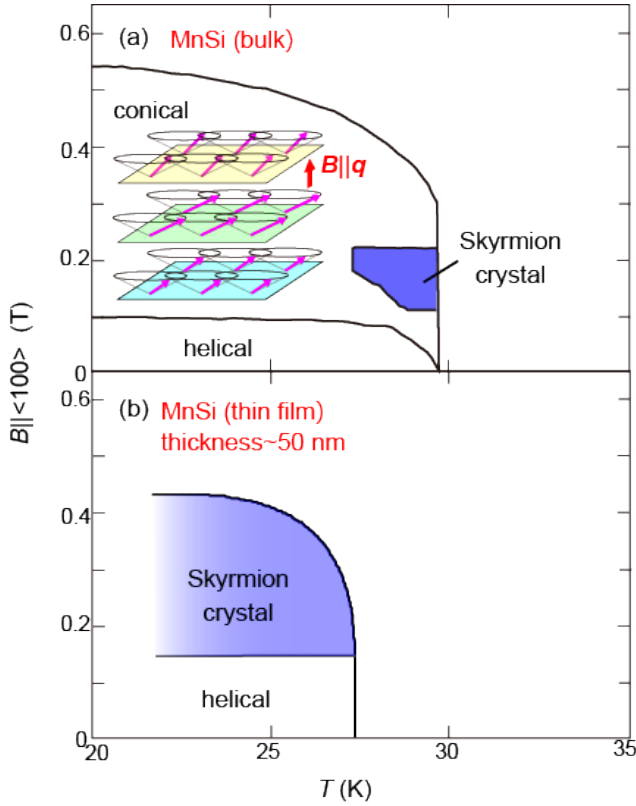 0.6
(a) MnSi (bulk)
conical
0.4
B||q
Skyrmion
crystal
0.2
helical
0
B||<100> (T)
0.6
(b) MnSi (thin film)
thickness~50 nm
0.4
Skyrmion
crystal
0.2
helical
0
20 25 30 35
T (K)